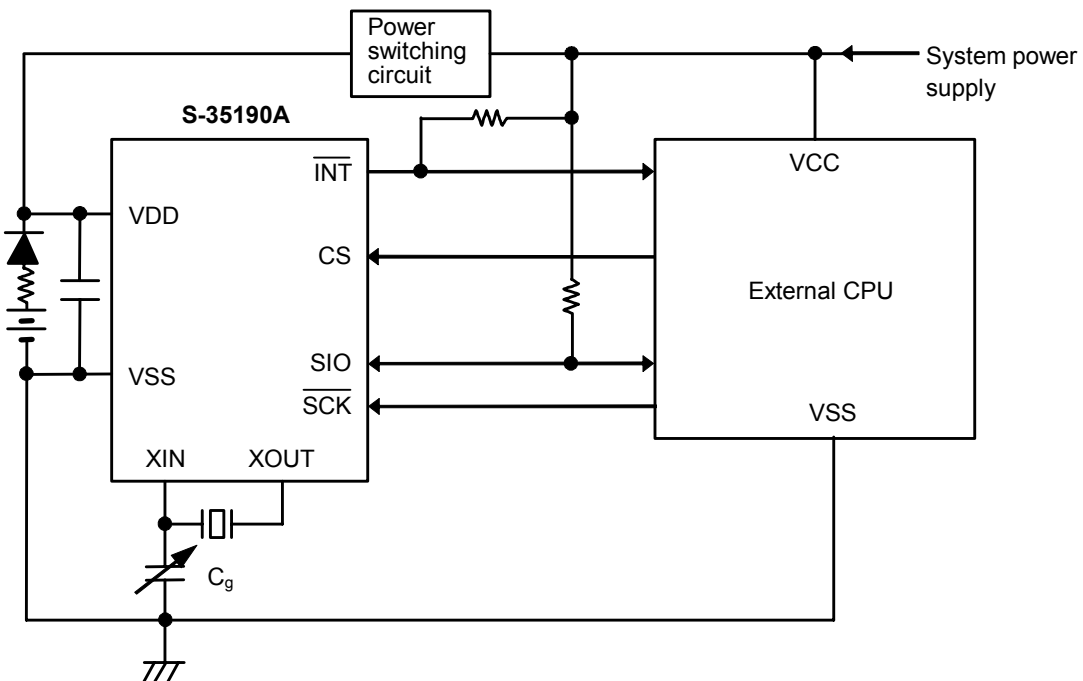 Power
switching
circuit
System power
supply
S-35190A
INT
VCC
VDD
CS
External CPU
SIO
VSS
SCK
VSS
XIN XOUT
Cg